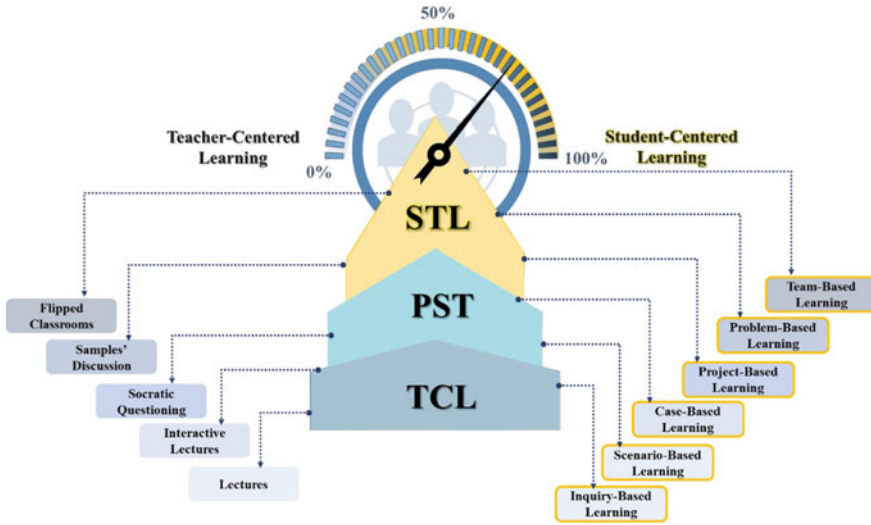 50%
Teacher-Centered
Learning
0%
100%
Student-Centered
Learning
STL
PST
TCL
Flipped
Classrooms
Samples’
Discussion
Socratic
Questioning
Interactive
Lectures
Lectures
Team-Based
Learning
Problem-Based
Learning
Project-Based
Learning
Case-Based
Learning
Scenario-Based
Learning
Inquiry-Based
Learning